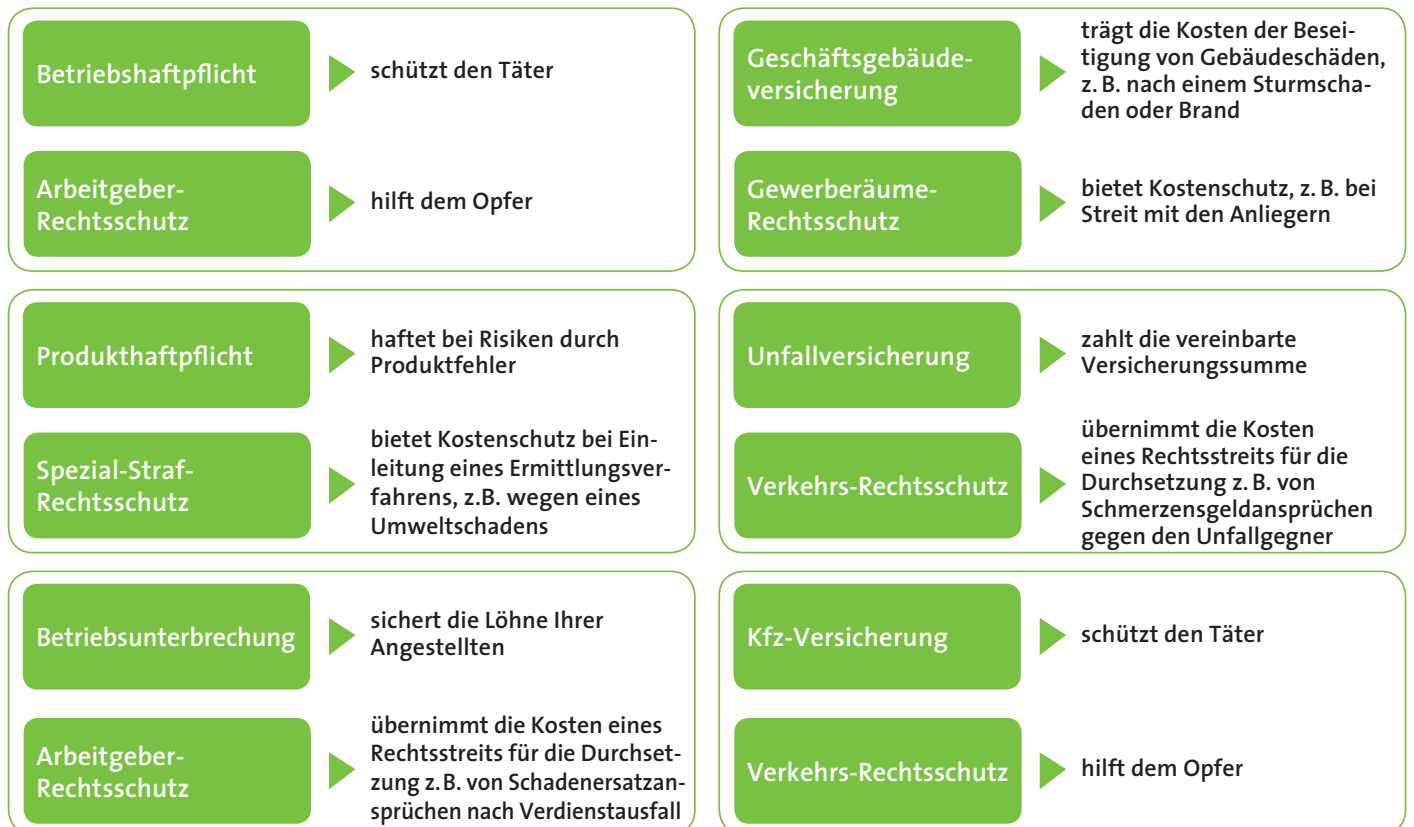 Betriebshaftpflicht
schützt den Täter
Arbeitgeber-
Rechtsschutz
hilft dem Opfer
Geschäftsgebäude-
versicherung
trägt die Kosten der Besei-
tigung von Gebäudeschäden,
z. B. nach einem Sturmscha-
den oder Brand
Gewerberäume-
Rechtsschutz
bietet Kostenschutz, z. B. bei
Streit mit den Anliegern
Produkthaftpflicht
haftet bei Risiken durch
Produktfehler
Spezial-Straf-
Rechtsschutz
bietet Kostenschutz bei Ein-
leitung eines Ermittlungsver-
fahrens, z.B. wegen eines
Umweltschadens
Unfallversicherung
zahlt die vereinbarte
Versicherungssumme
Verkehrs-Rechtsschutz
übernimmt die Kosten
eines Rechtsstreits für die
Durchsetzung z. B. von
Schmerzensgeldansprüchen
gegen den Unfallgegner
Betriebsunterbrechung
sichert die Löhne Ihrer
Angestellten
Arbeitgeber-
Rechtsschutz
übernimmt die Kosten eines
Rechtsstreits für die Durchset-
zung z. B. von Schadenersatzan-
sprüchen nach Verdienstausfall
Kfz-Versicherung
schützt den Täter
Verkehrs-Rechtsschutz
hilft dem Opfer